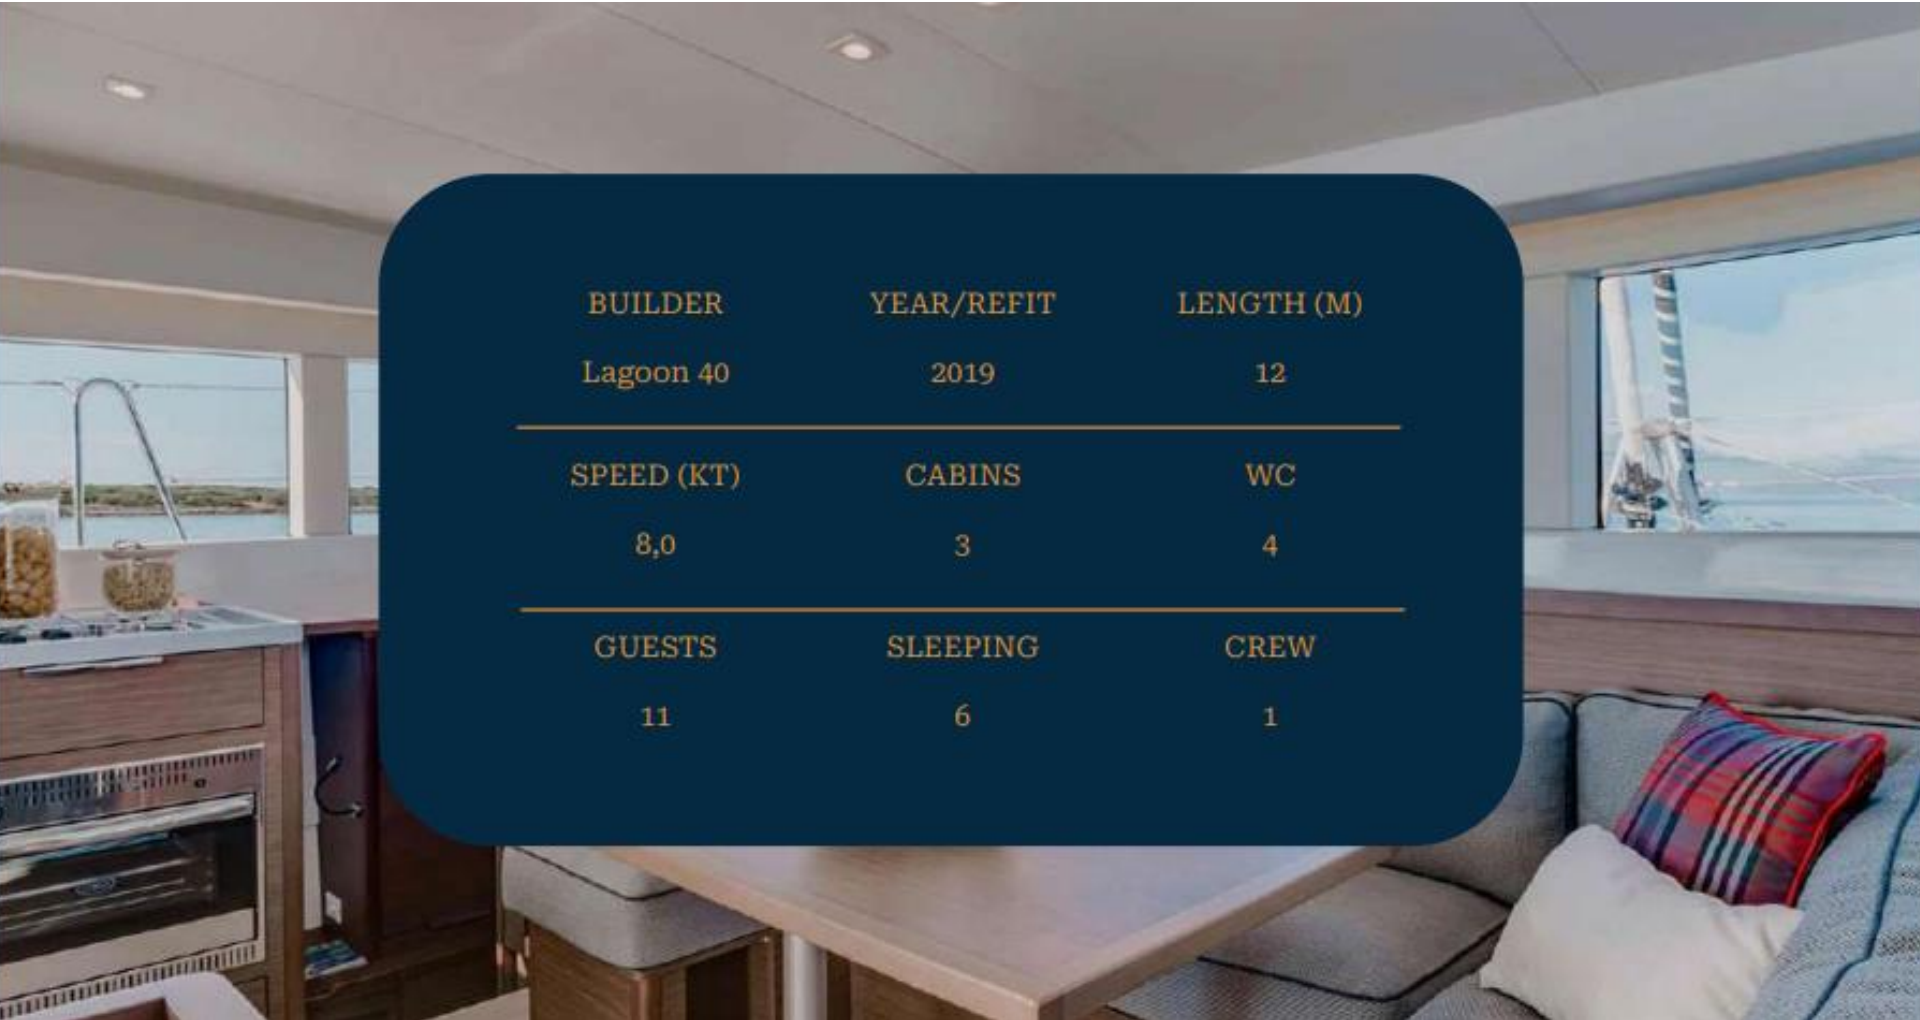 BUILDER YEAR/REFIT LENGTH (M)
Lagoon 40 2019 12
SPEED (KT) CABINS WC
8,0 3 4
GUESTS SLEEPING CREW
11 6 1